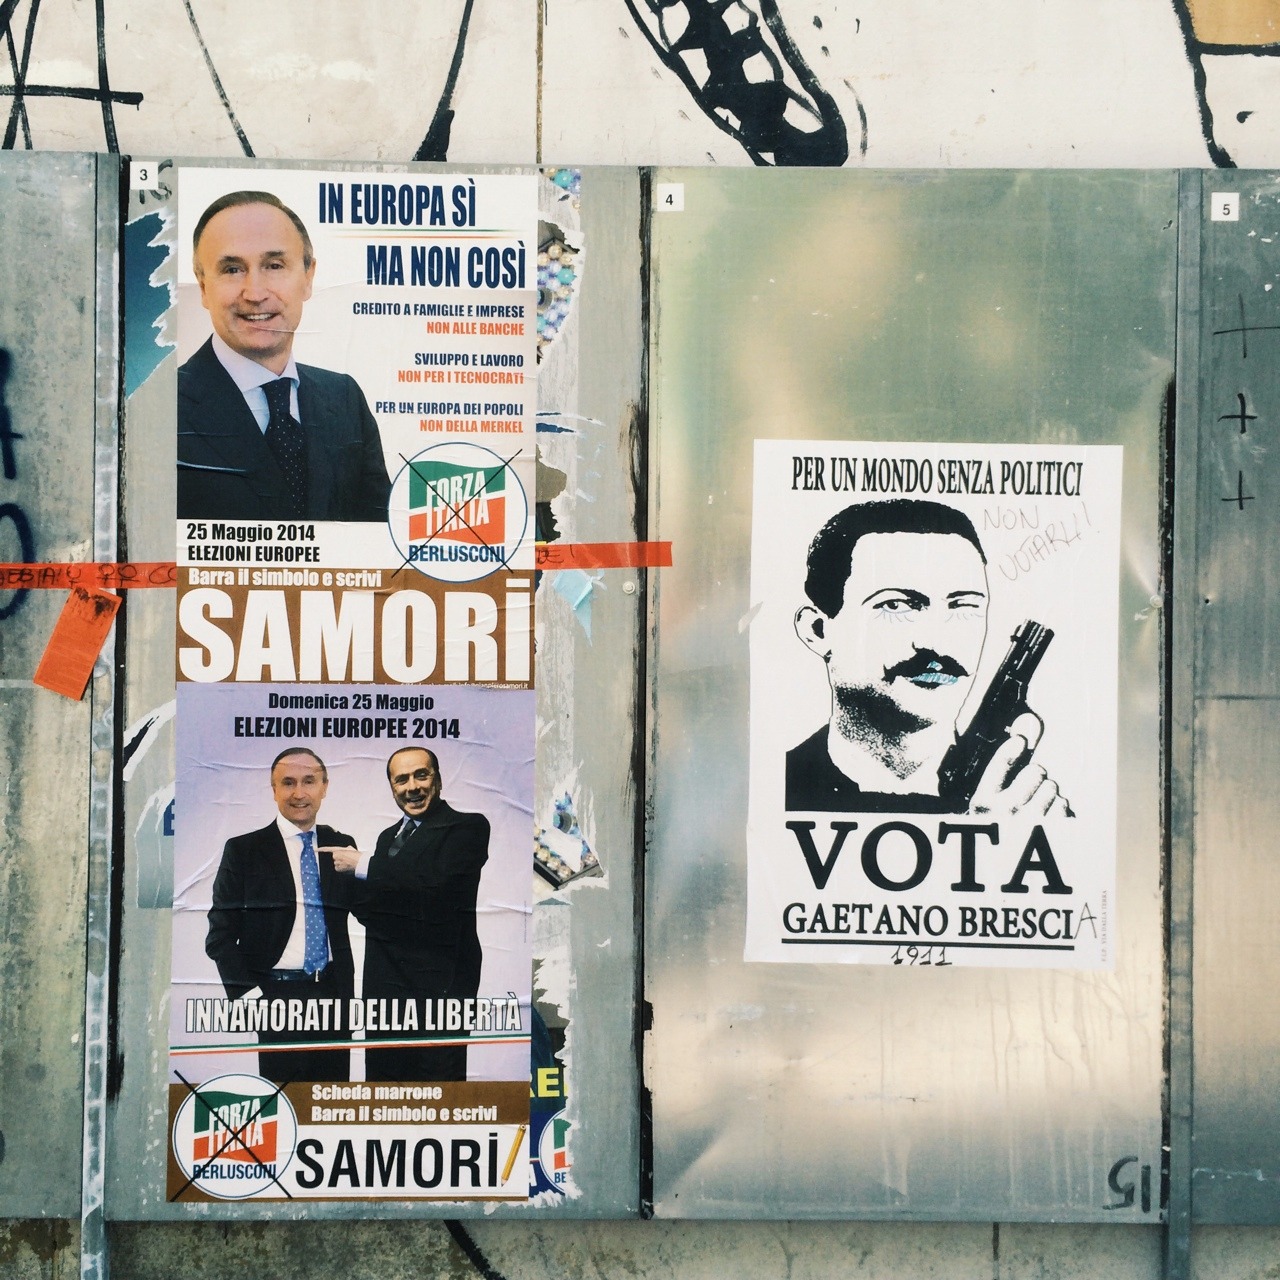 3
IN EUROPA SÌ
MA NON COSÌ
CREDITO A FAMIGLIE E IMPRESE
NON ALLE BANCHE
SVILUPPO E LAVORO
NON PER I TECNOCRATI
PER UN EUROPA DEI POPOLI
NON DELLA MERKEL
FORZA
ITALIA
BERLUSCONI
25 Maggio 2014
ELEZIONI EUROPEE
Barra il simbolo e scrivi
SAMORÌ
Domenica 25 Maggio
ELEZIONI EUROPEE 2014
INNAMORATI DELLA LIBERTÀ
FORZA
ITALIA
BERLUSCONI
Scheda marrone
Barra il simbolo e scrivi
SAMORÌ
BE
4
PER UN MONDO SENZA POLITICI
NON
VOTARLI!
VOTA
GAETANO BRESCIA
1911
5